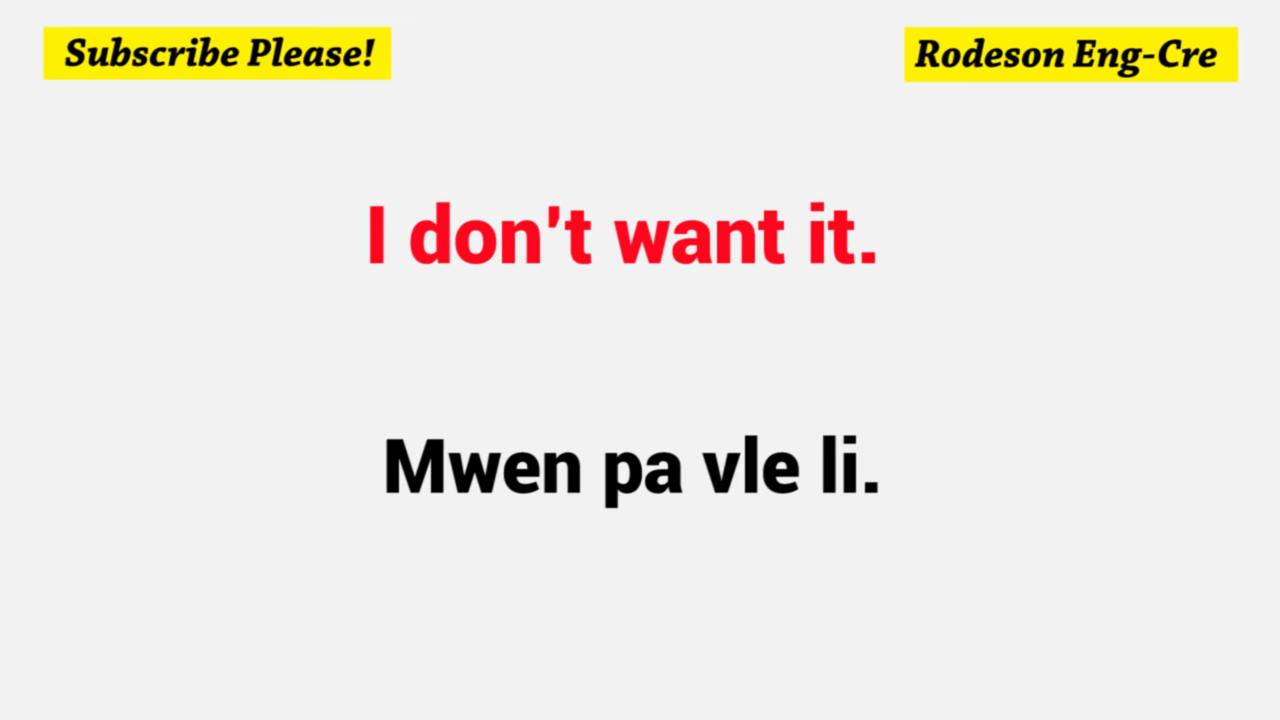 Subscribe Please!
Rodeson Eng-Cre
I don't want it.
Mwen pa vle li.